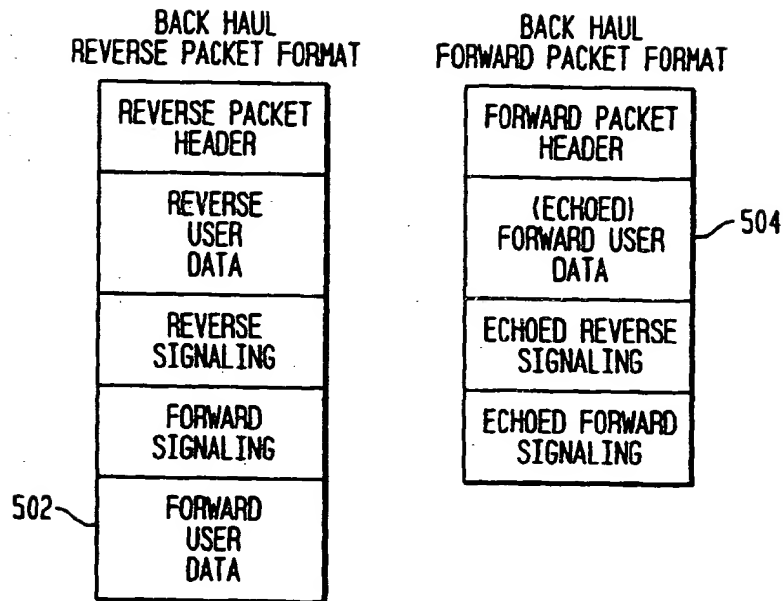 BACK HAUL
REVERSE PACKET FORMAT
REVERSE PACKET
HEADER
REVERSE
USER
DATA
REVERSE
SIGNALING
FORWARD
SIGNALING
502
FORWARD
USER
DATA
BACK HAUL
FORWARD PACKET FORMAT
FORWARD PACKET
HEADER
(ECHOED)
FORWARD USER
DATA
504
ECHOED REVERSE
SIGNALING
ECHOED FORWARD
SIGNALING